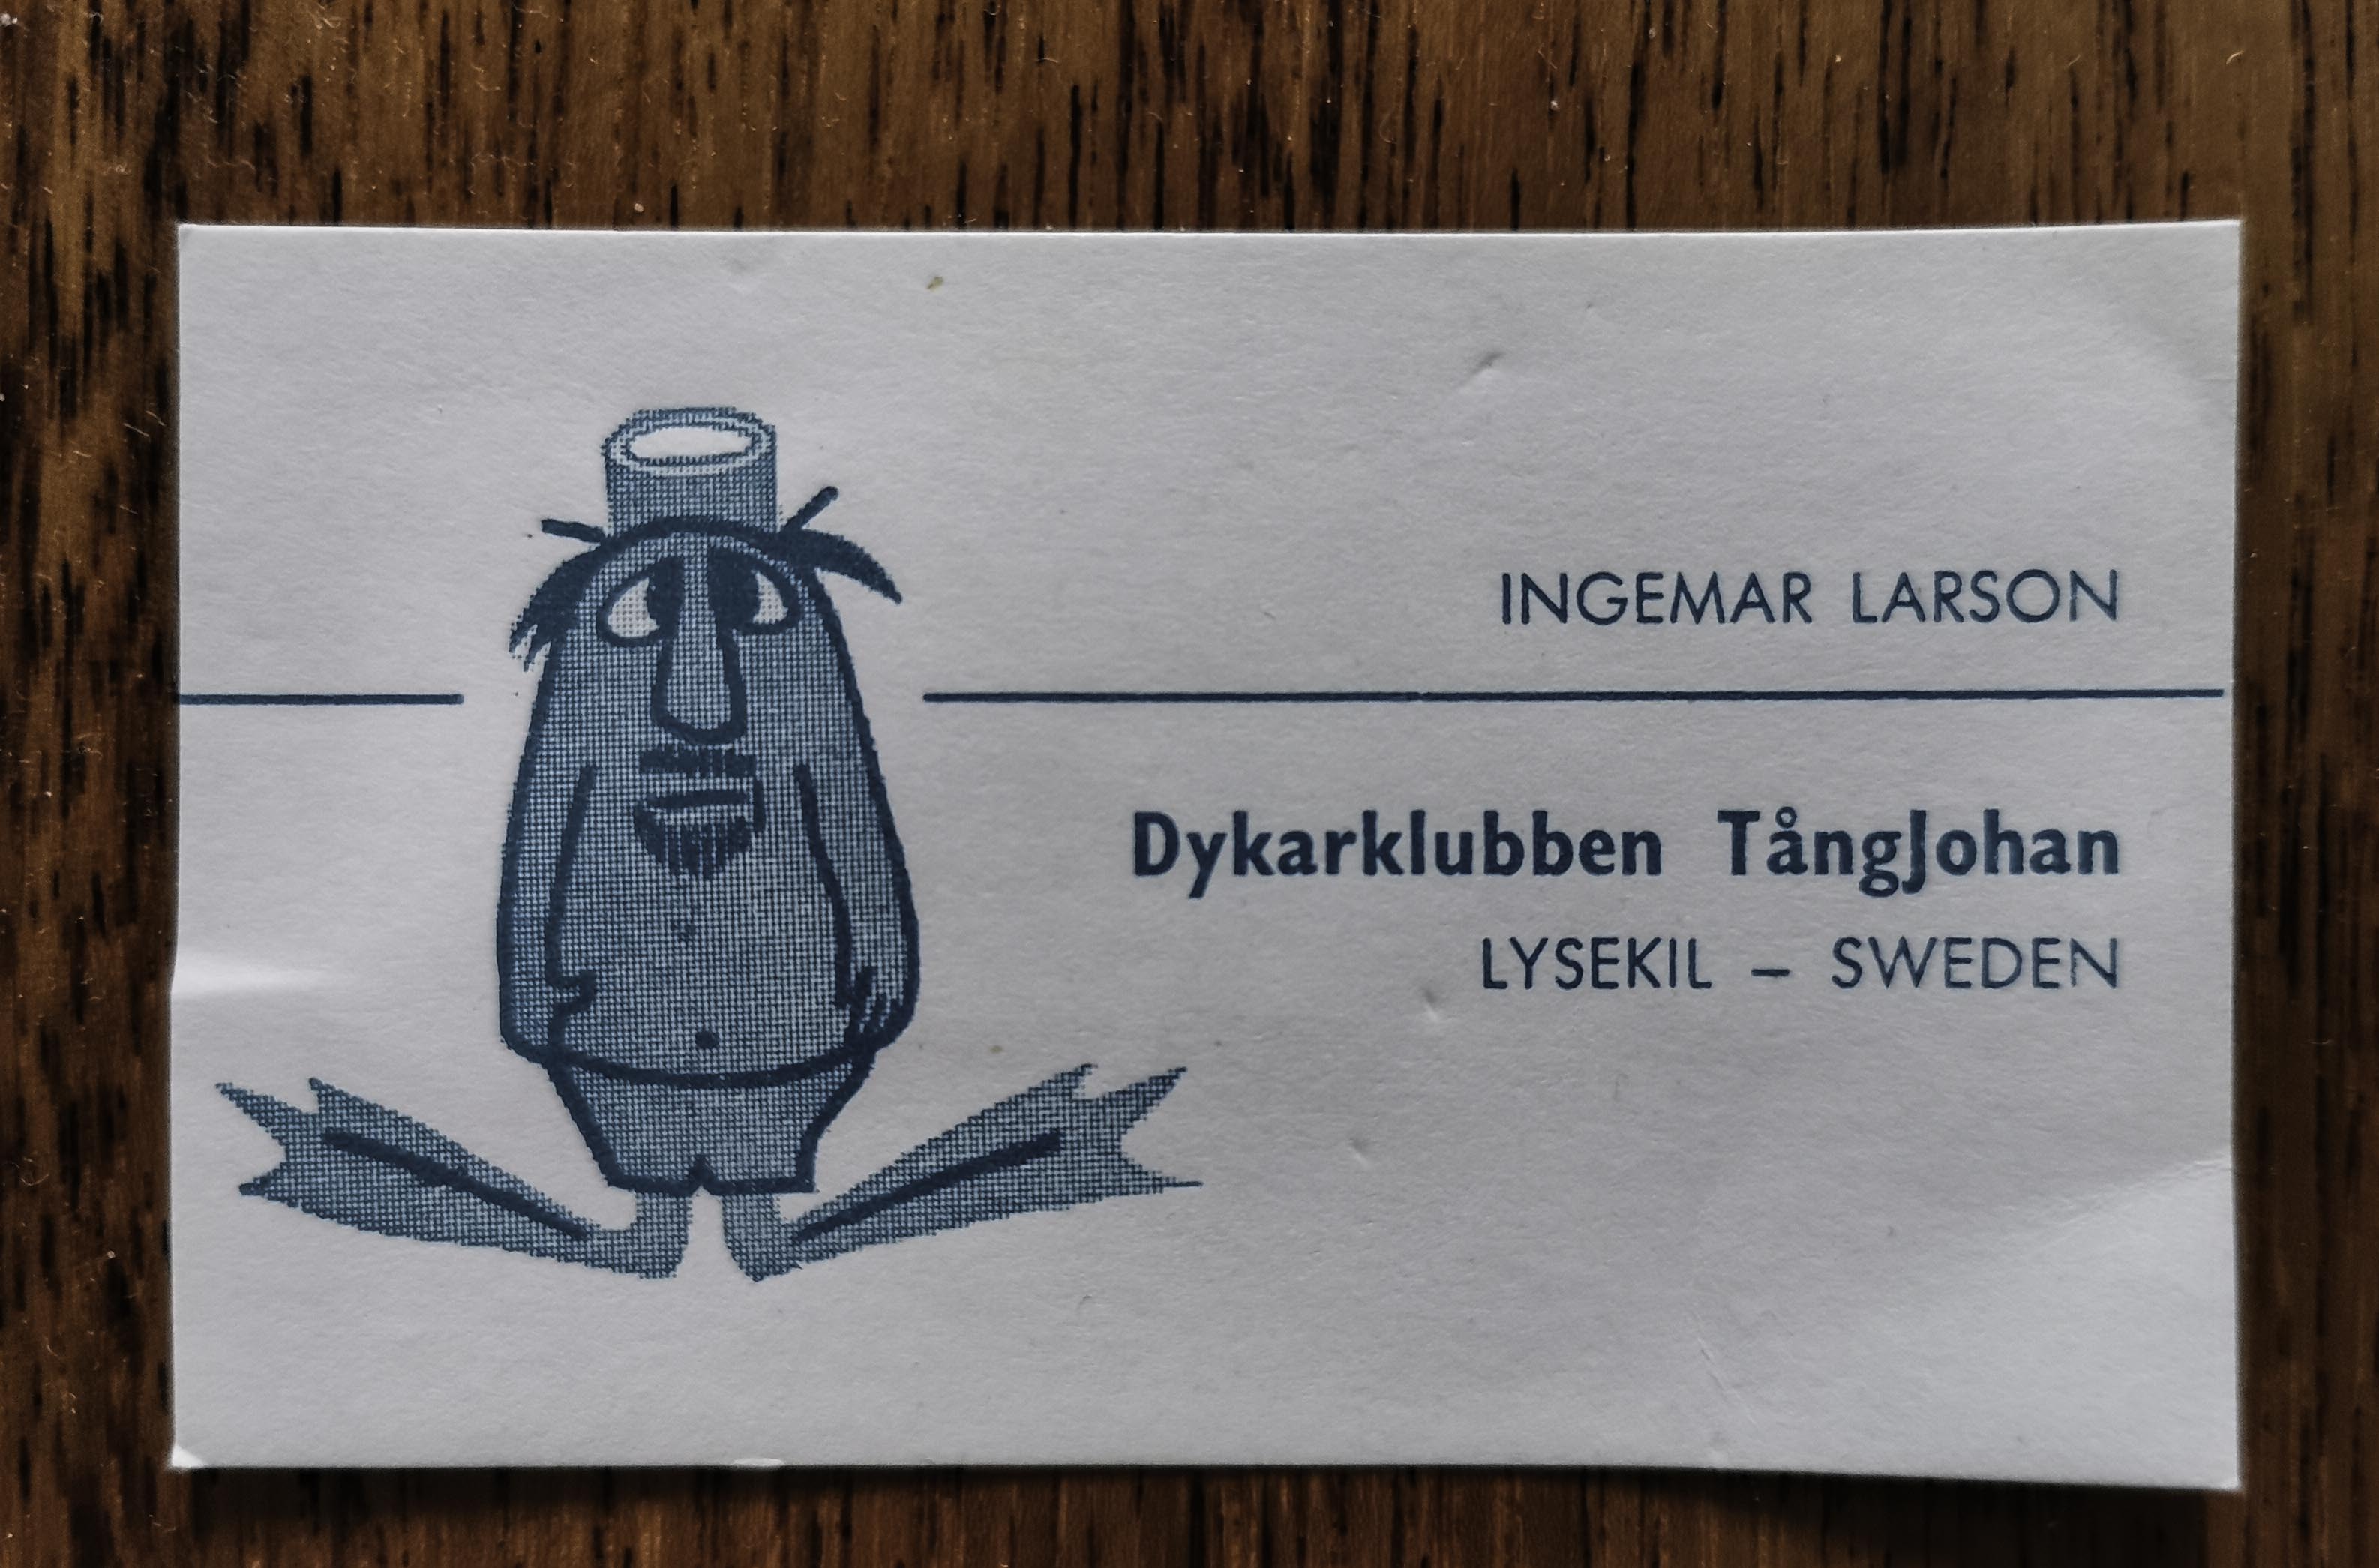 INGEMAR LARSON
Dykarklubben TångJohan
LYSEKIL – SWEDEN